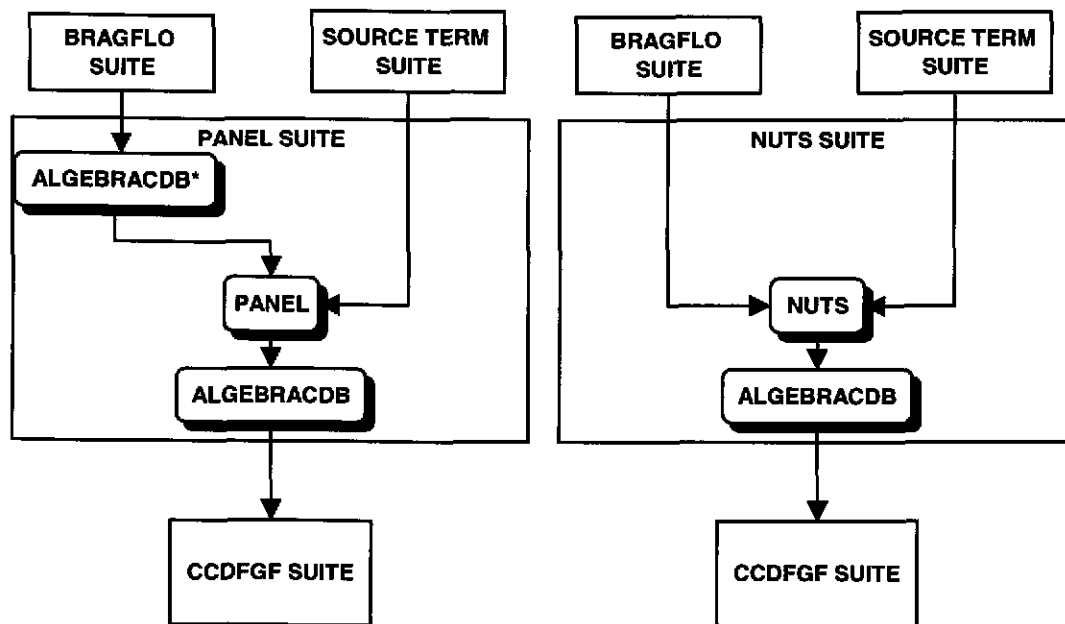 BRAGFLO
SUITE
SOURCE TERM
SUITE
PANEL SUITE
ALGEBRACDB*
PANEL
ALGEBRACDB
CCDFGF SUITE
BRAGFLO
SUITE
SOURCE TERM
SUITE
NUTS SUITE
NUTS
ALGEBRACDB
CCDFGF SUITE